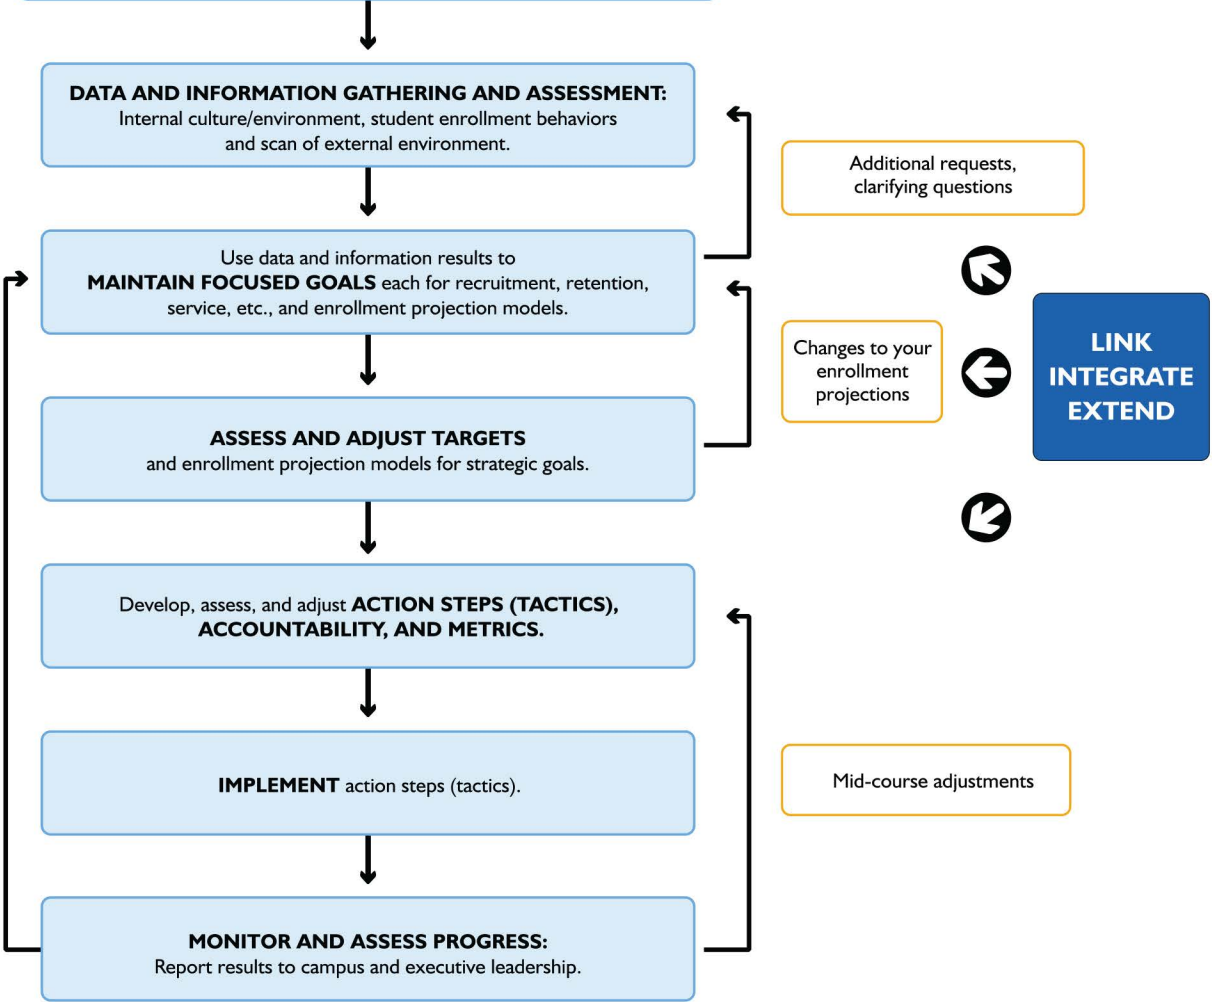 DATA AND INFORMATION GATHERING AND ASSESSMENT:
Internal culture/environment, student enrollment behaviors
and scan of external environment.
Additional requests,
clarifying questions
Use data and information results to
MAINTAIN FOCUSED GOALS each for recruitment, retention,
service, etc., and enrollment projection models.
Changes to your
enrollment
projections
LINK
INTEGRATE
EXTEND
ASSESS AND ADJUST TARGETS
and enrollment projection models for strategic goals.
Develop, assess, and adjust ACTION STEPS (TACTICS),
ACCOUNTABILITY, AND METRICS.
IMPLEMENT action steps (tactics).
Mid-course adjustments
MONITOR AND ASSESS PROGRESS:
Report results to campus and executive leadership.